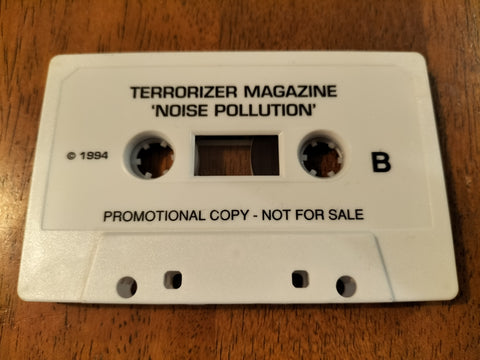 TERRORIZER MAGAZINE
'NOISE POLLUTION'
© 1994
B
PROMOTIONAL COPY - NOT FOR SALE